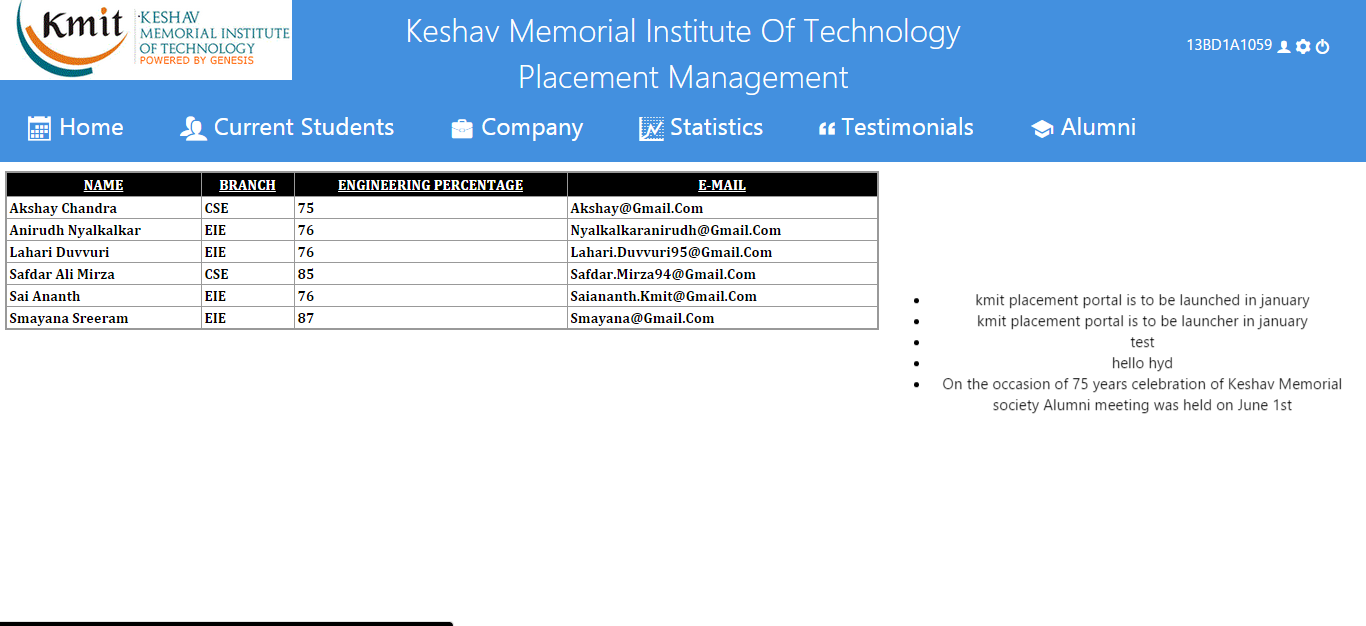 Kmit
KESHAV
MEMORIAL INSTITUTE
OF TECHNOLOGY
POWERED BY GENESIS
Keshav Memorial Institute Of Technology
Placement Management
13BD1A1059
Home Current Students Company Statistics Testimonials Alumni
NAME BRANCH ENGINEERING PERCENTAGE E-MAIL
Akshay Chandra CSE 75 Akshay@Gmail.Com
Anirudh Nyalkalkar EIE 76 Nyalkalkaranirudh@Gmail.Com
Lahari Duvvuri EIE 76 Lahari.Duvvuri95@Gmail.Com
Safdar Ali Mirza CSE 85 Safdar.Mirza94@Gmail.Com
Sai Ananth EIE 76 Saiananth.Kmit@Gmail.Com
Smayana Sreeram EIE 87 Smayana@Gmail.Com
kmit placement portal is to be launched in january
kmit placement portal is to be launcher in january
test
hello hyd
On the occasion of 75 years celebration of Keshav Memorial
society Alumni meeting was held on June 1st